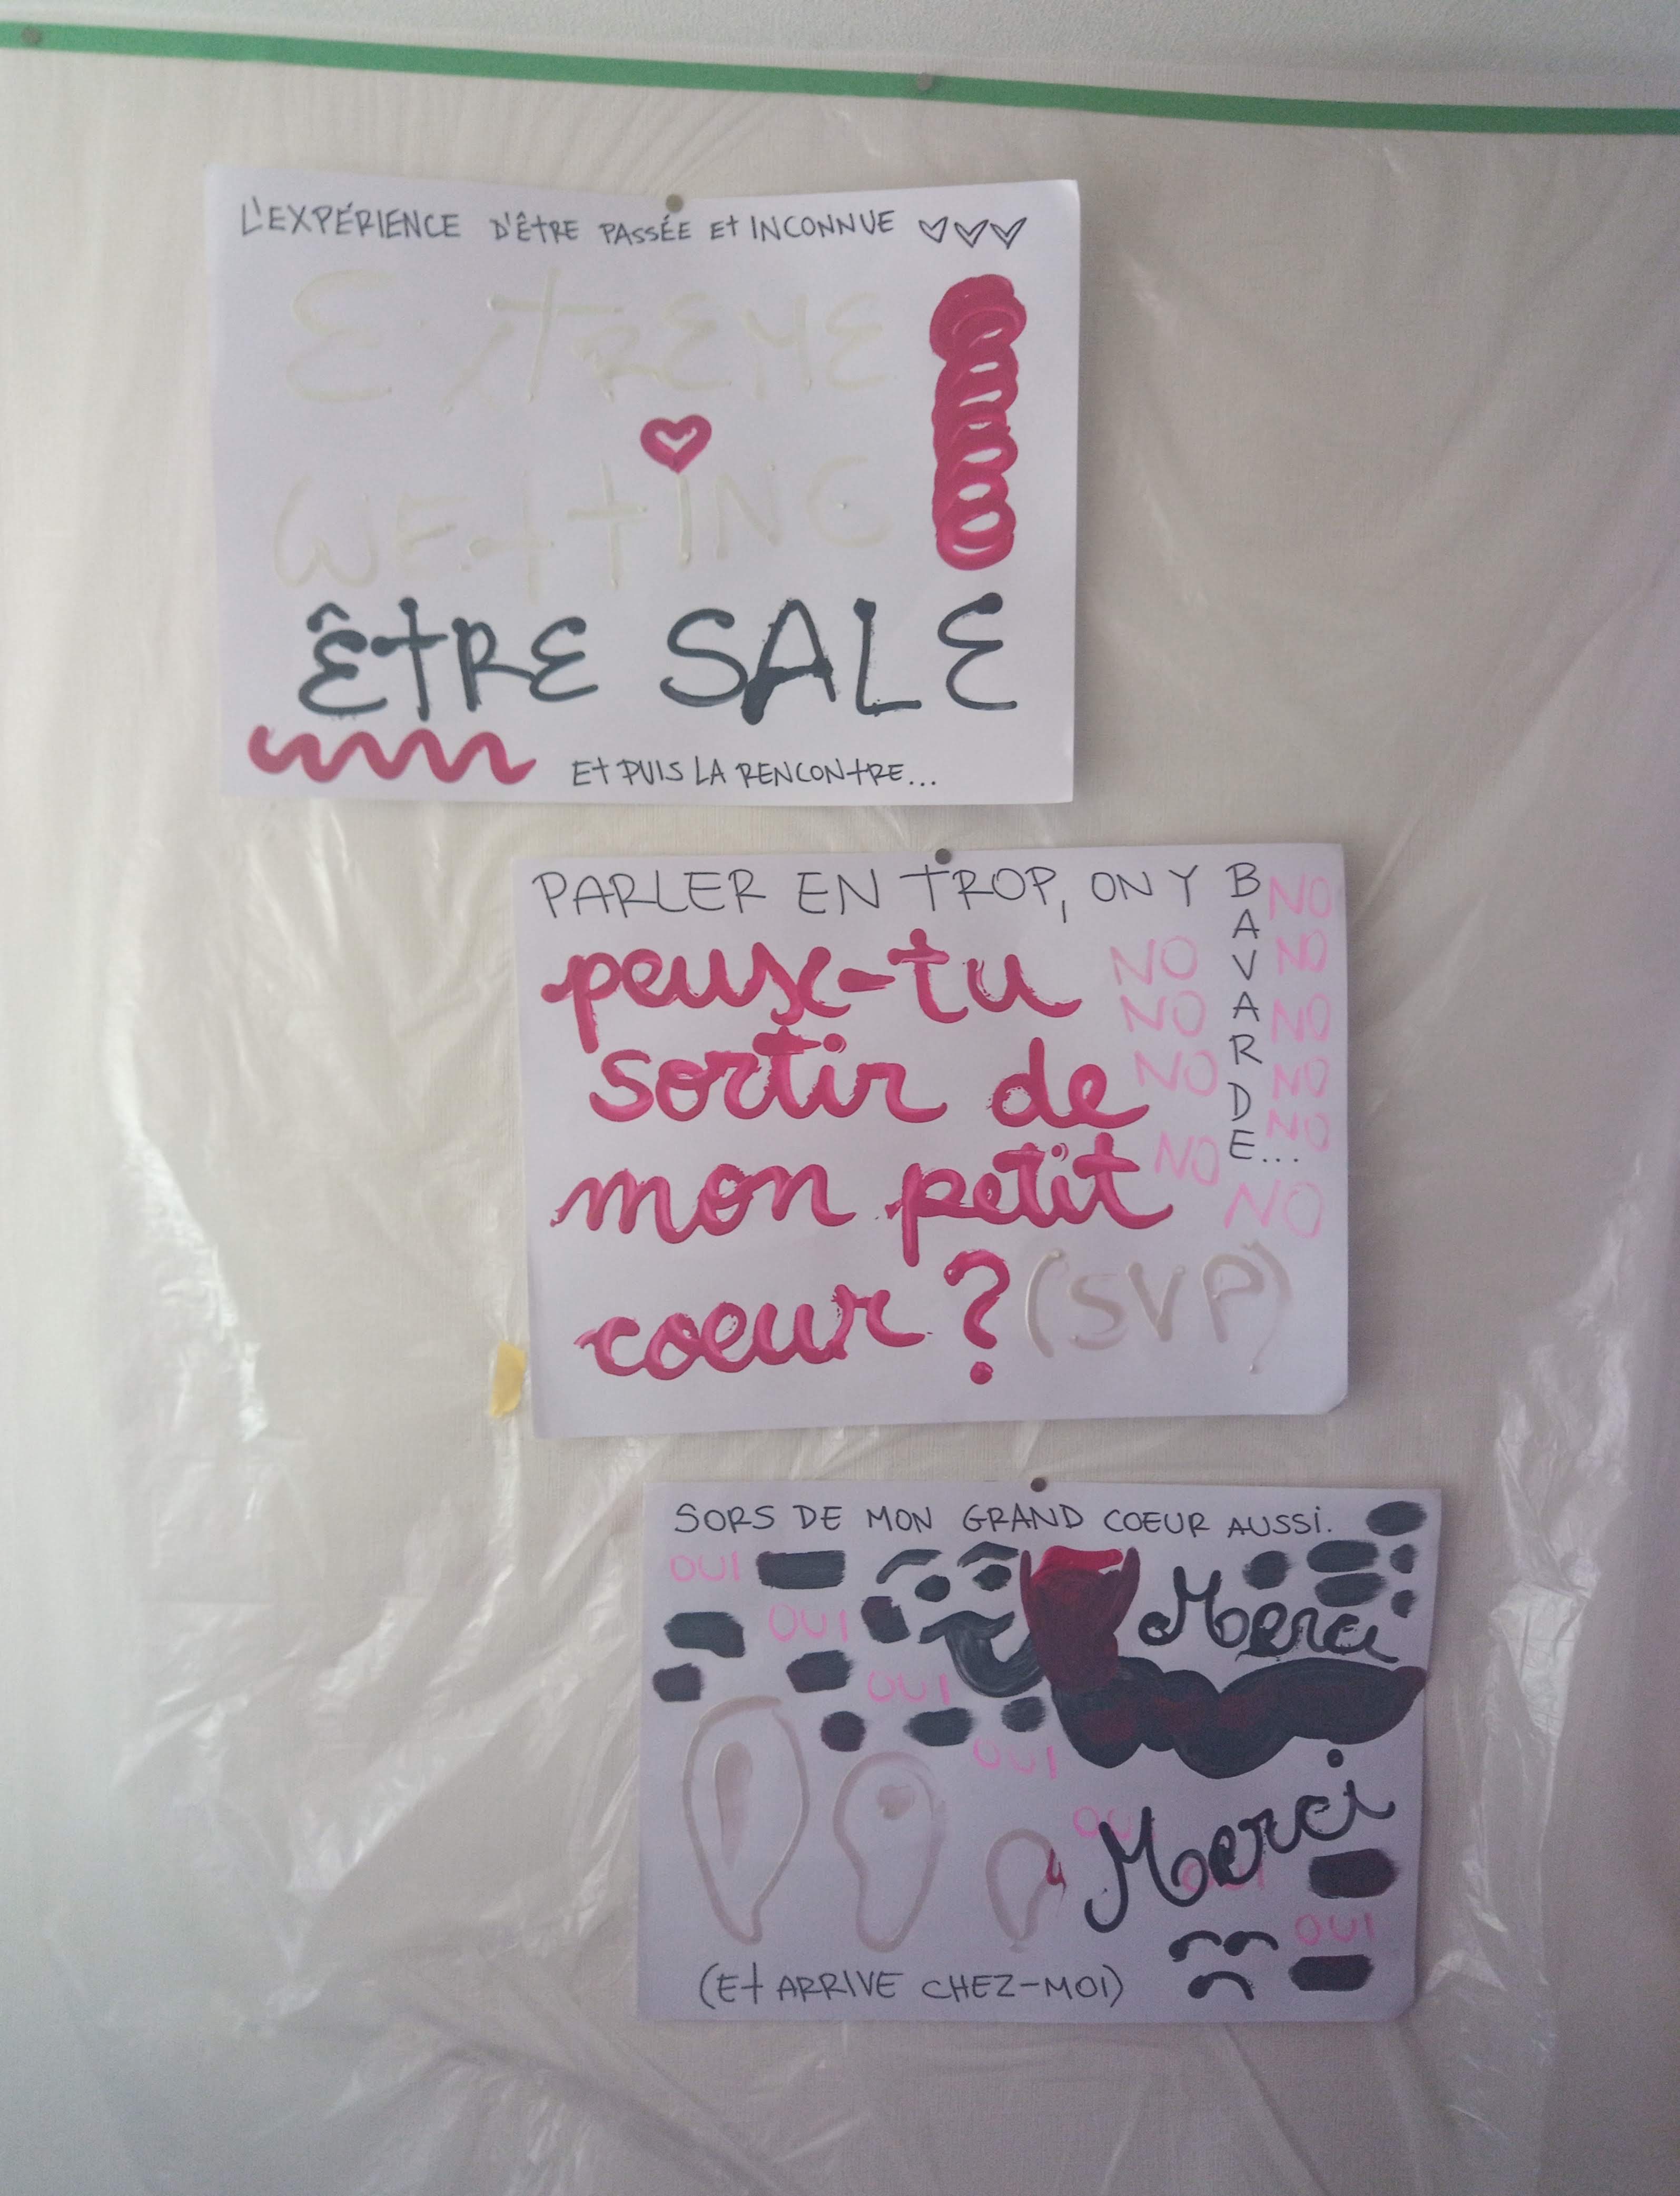 L'EXPÉRIENCE D'ÊTRE PASSÉE ET INCONNUE
EXTREME
WETTING
ÊTRE SALE
ET PUIS LA RENCONTRE...
PARLER EN TROP, ON Y BAVARDE...
peux-tu
sortir de
mon petit
coeur ? (SVP)
NO
NO
NO
NO
NO
NO
NO
NO
NO
NO
SORS DE MON GRAND COEUR AUSSI.
OUI
OUI
Merci
OUI
OUI
OUI
Merci
OUI
OUI
(ET ARRIVE CHEZ-MOI)